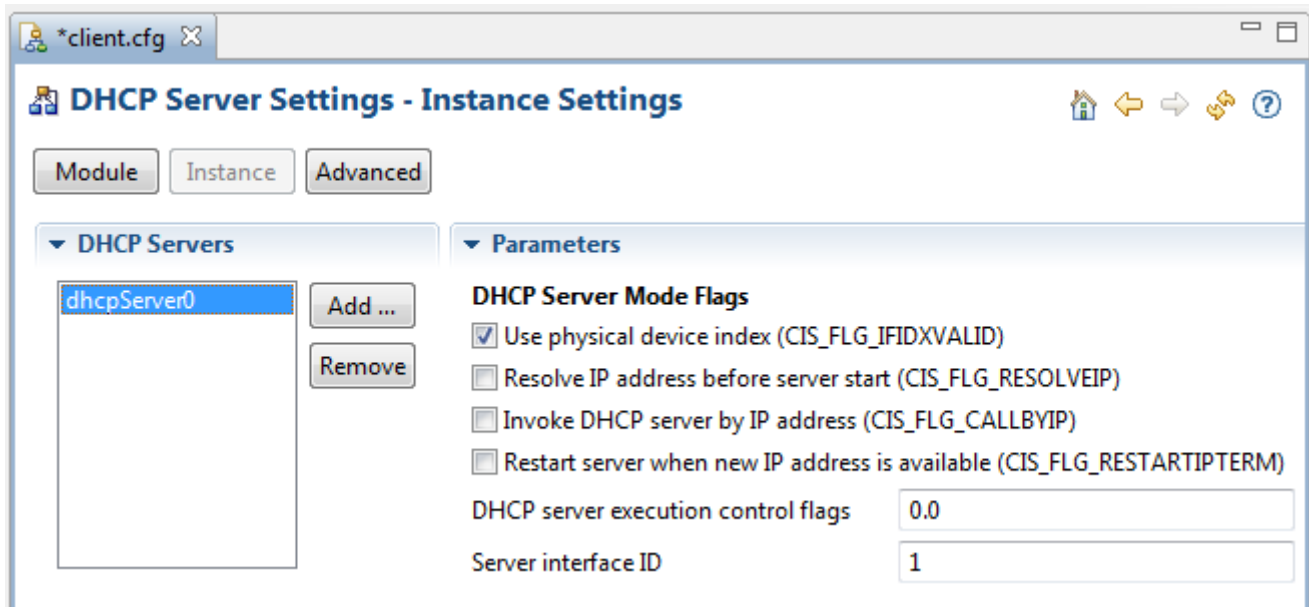 *client.cfg
DHCP Server Settings - Instance Settings
Module Instance Advanced
DHCP Servers
dhcpServer0
Add ...
Remove
Parameters
DHCP Server Mode Flags
Use physical device index (CIS_FLG_IFIDXVALID)
Resolve IP address before server start (CIS_FLG_RESOLVEIP)
Invoke DHCP server by IP address (CIS_FLG_CALLBYIP)
Restart server when new IP address is available (CIS_FLG_RESTARTIPTERM)
DHCP server execution control flags 0.0
Server interface ID 1